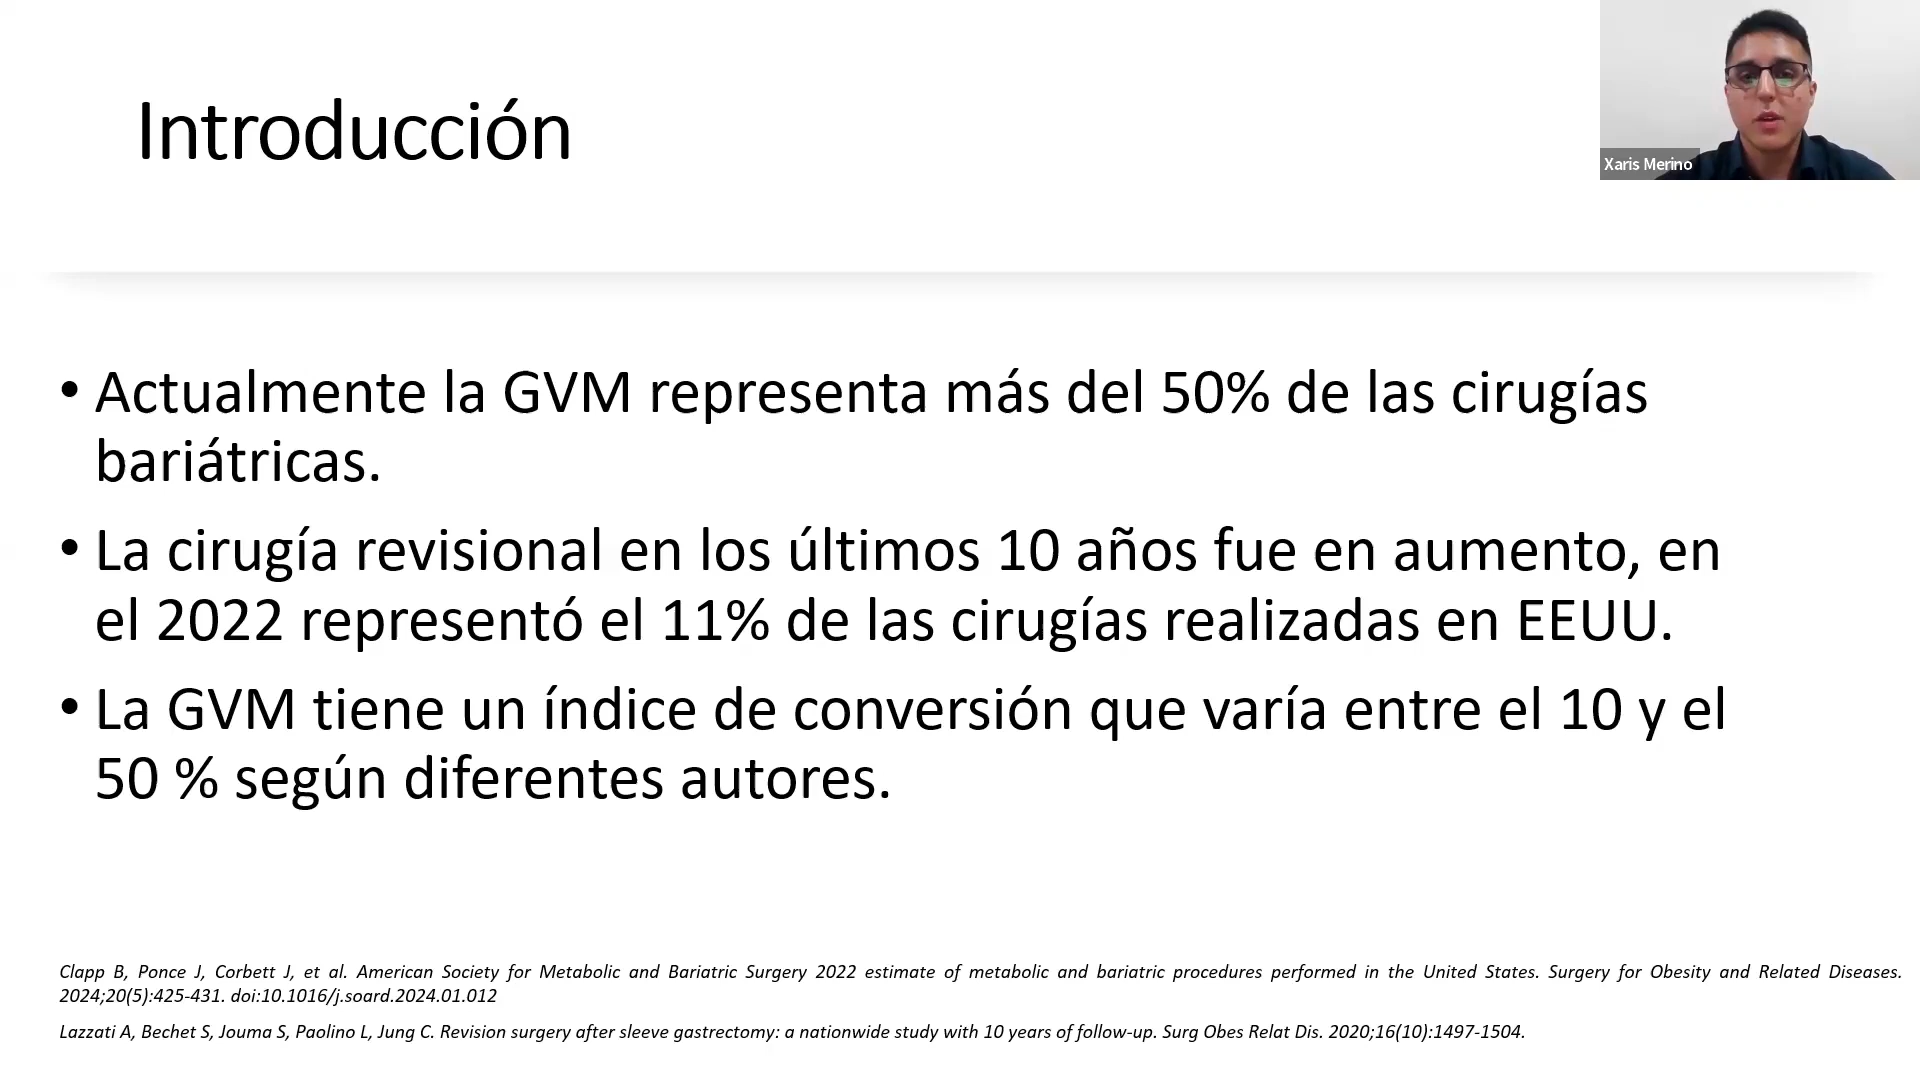 Introducción
Xaris Merino
• Actualmente la GVM representa más del 50% de las cirugías
bariátricas.
• La cirugía revisional en los últimos 10 años fue en aumento, en
el 2022 representó el 11% de las cirugías realizadas en EEUU.
• La GVM tiene un índice de conversión que varía entre el 10 y el
50 % según diferentes autores.
Clapp B, Ponce J, Corbett J, et al. American Society for Metabolic and Bariatric Surgery 2022 estimate of metabolic and bariatric procedures performed in the United States. Surgery for Obesity and Related Diseases.
2024;20(5):425-431. doi:10.1016/j.soard.2024.01.012
Lazzati A, Bechet S, Jouma S, Paolino L, Jung C. Revision surgery after sleeve gastrectomy: a nationwide study with 10 years of follow-up. Surg Obes Relat Dis. 2020;16(10):1497-1504.